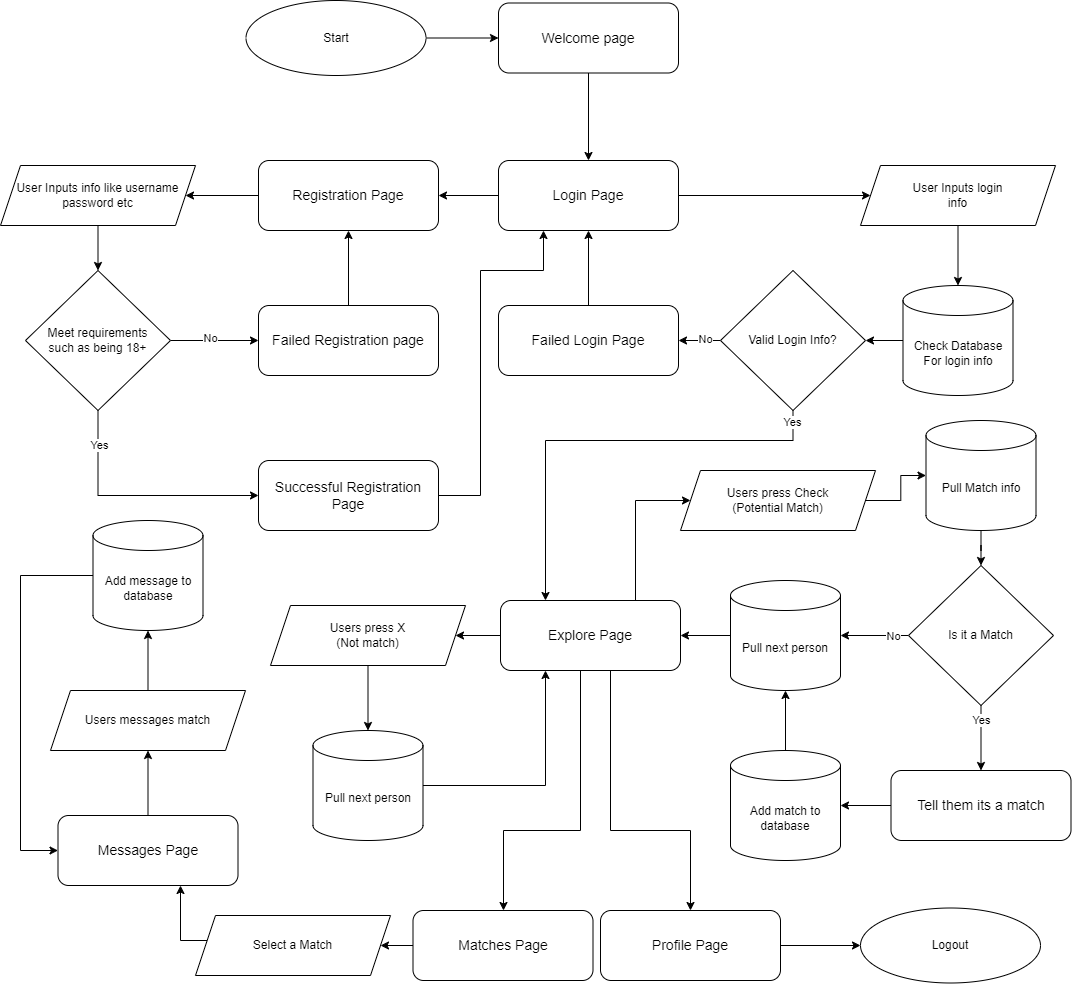 Start
Welcome page
User Inputs info like username
password etc
Registration Page
Login Page
User Inputs login
info
Meet requirements
such as being 18+
No
Failed Registration page
Failed Login Page
No
Valid Login Info?
Check Database
For login info
Yes
Yes
Successful Registration
Page
Users press Check
(Potential Match)
Pull Match info
Add message to
database
Users press X
(Not match)
Explore Page
Pull next person
No
Is it a Match
Users messages match
Yes
Pull next person
Add match to
database
Tell them its a match
Messages Page
Select a Match
Matches Page
Profile Page
Logout